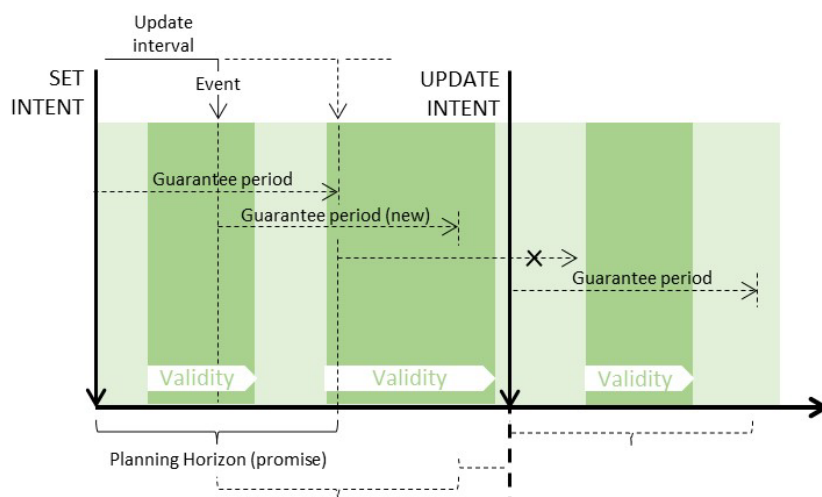 Update
interval
SET
INTENT
Event
UPDATE
INTENT
Guarantee period
Guarantee period (new)
Guarantee period
Validity
Validity
Validity
Planning Horizon (promise)